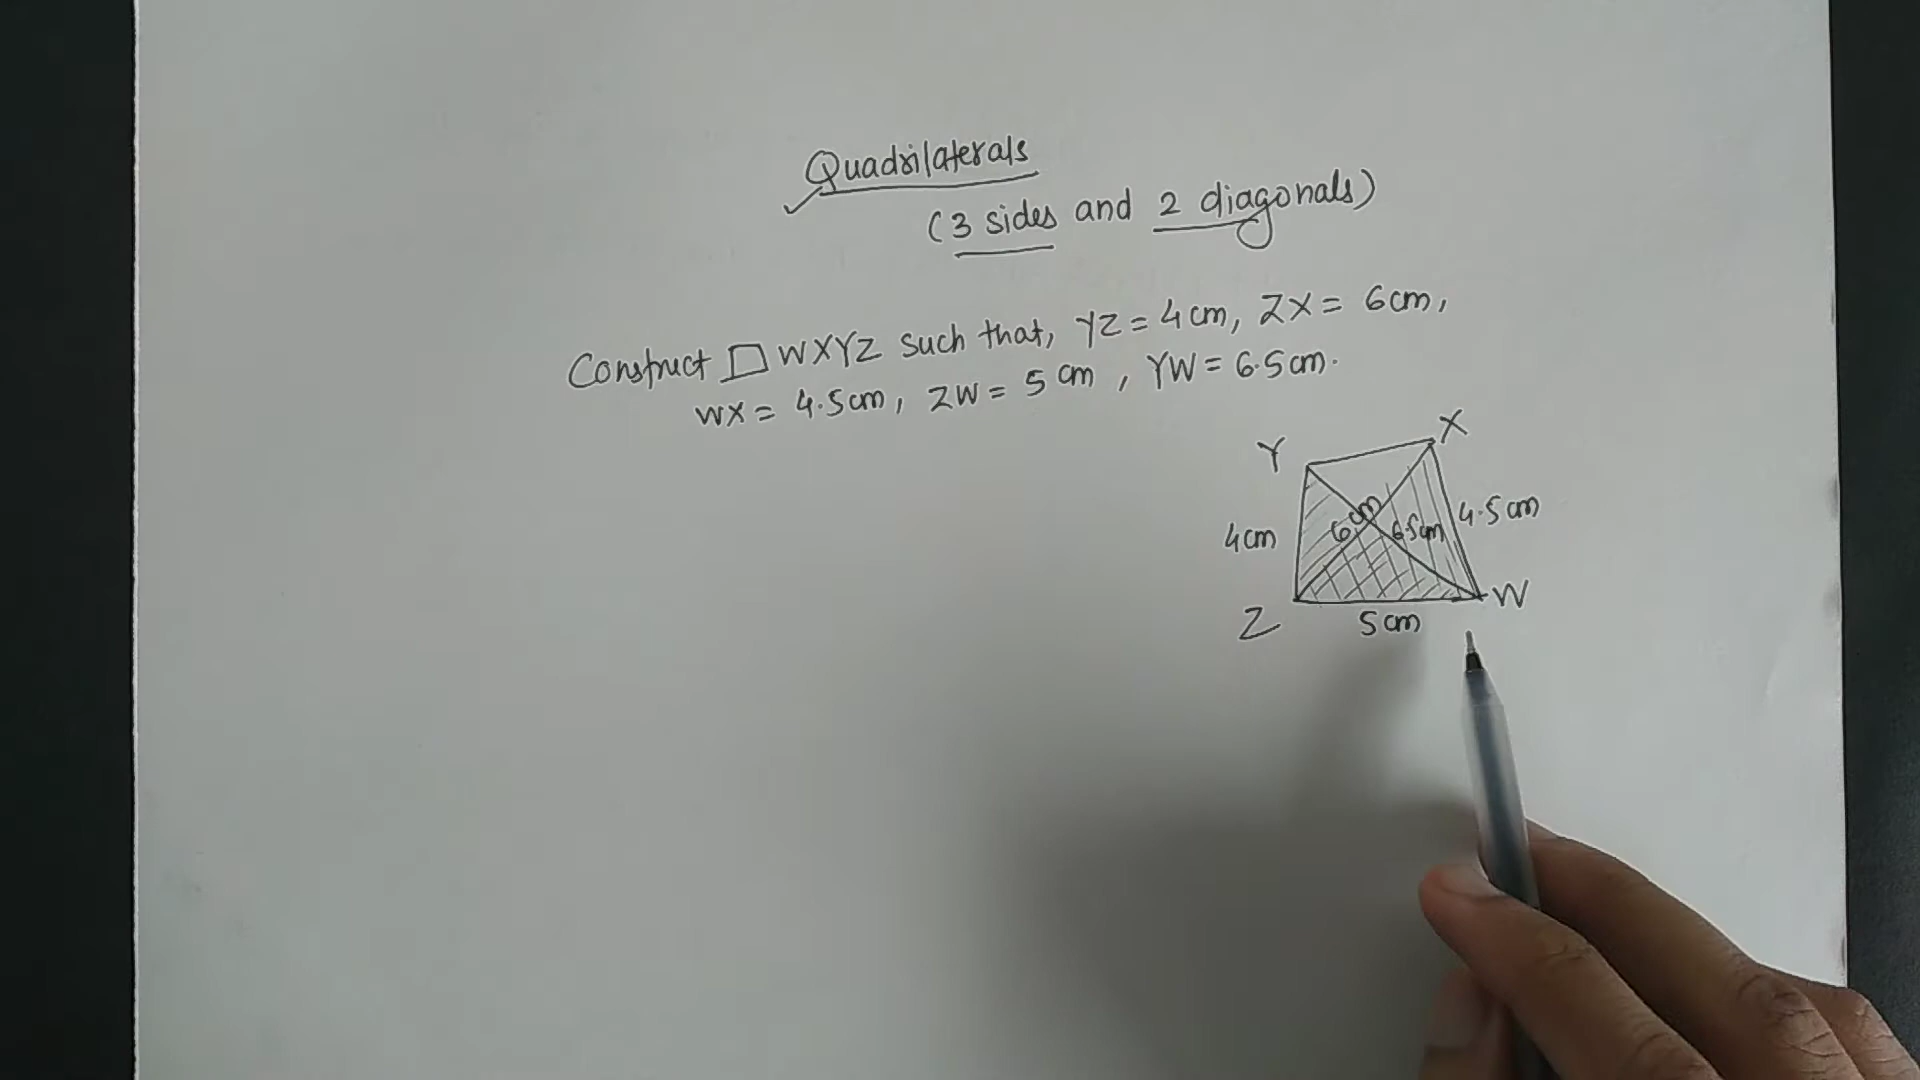 Quadrilaterals
(3 sides and 2 diagonals)
Construct □ WXYZ such that, YZ = 4cm, ZX = 6cm,
WX = 4.5cm, ZW = 5 cm, YW = 6.5cm.
Y X
4cm 6cm 6.5cm 4.5cm
Z W
5cm